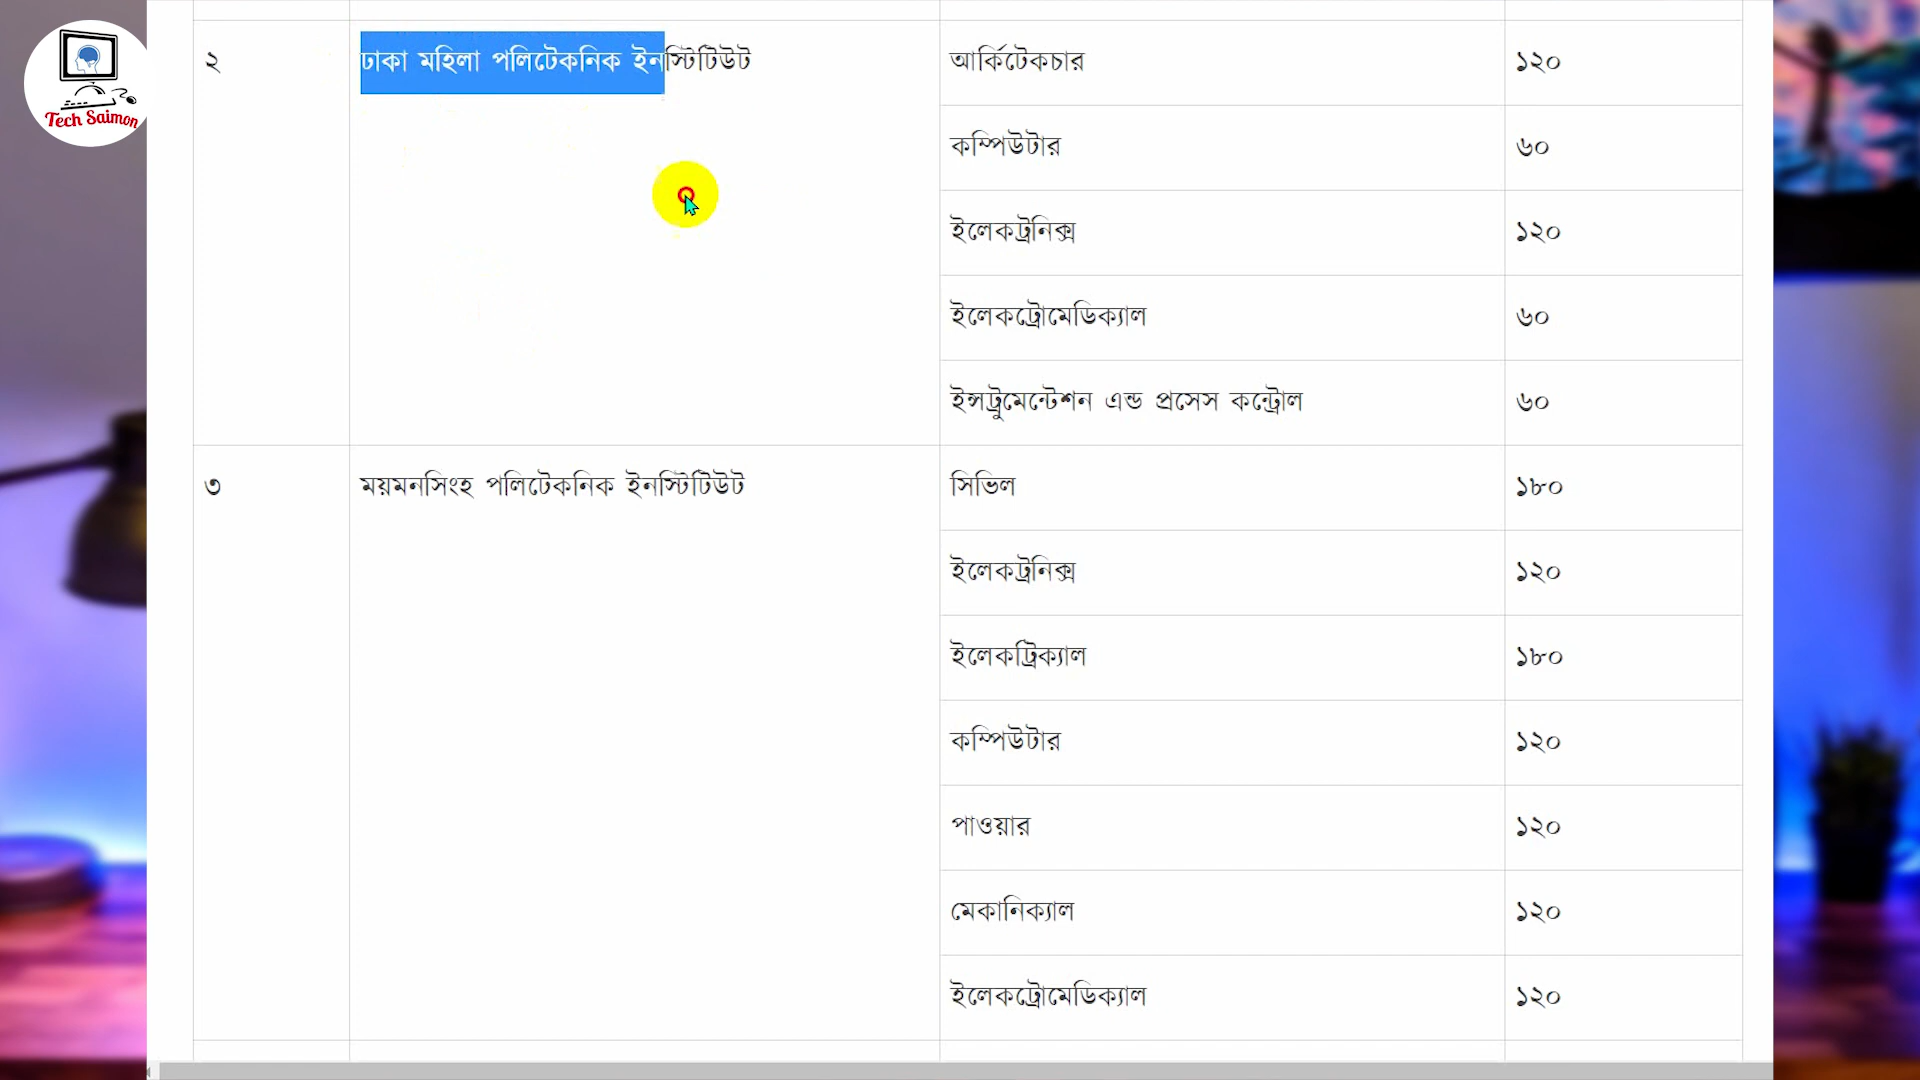 Tech Saimon
২ ঢাকা মহিলা পলিটেকনিক ইনস্টিটিউট আর্কিটেকচার ১২০
কম্পিউটার ৬০
ইলেকট্রনিক্স ১২০
ইলেকট্রোমেডিক্যাল ৬০
ইন্সট্রুমেন্টেশন এন্ড প্রসেস কন্ট্রোল ৬০
৩ ময়মনসিংহ পলিটেকনিক ইনস্টিটিউট সিভিল ১৮০
ইলেকট্রনিক্স ১২০
ইলেকট্রিক্যাল ১৮০
কম্পিউটার ১২০
পাওয়ার ১২০
মেকানিক্যাল ১২০
ইলেকট্রোমেডিক্যাল ১২০